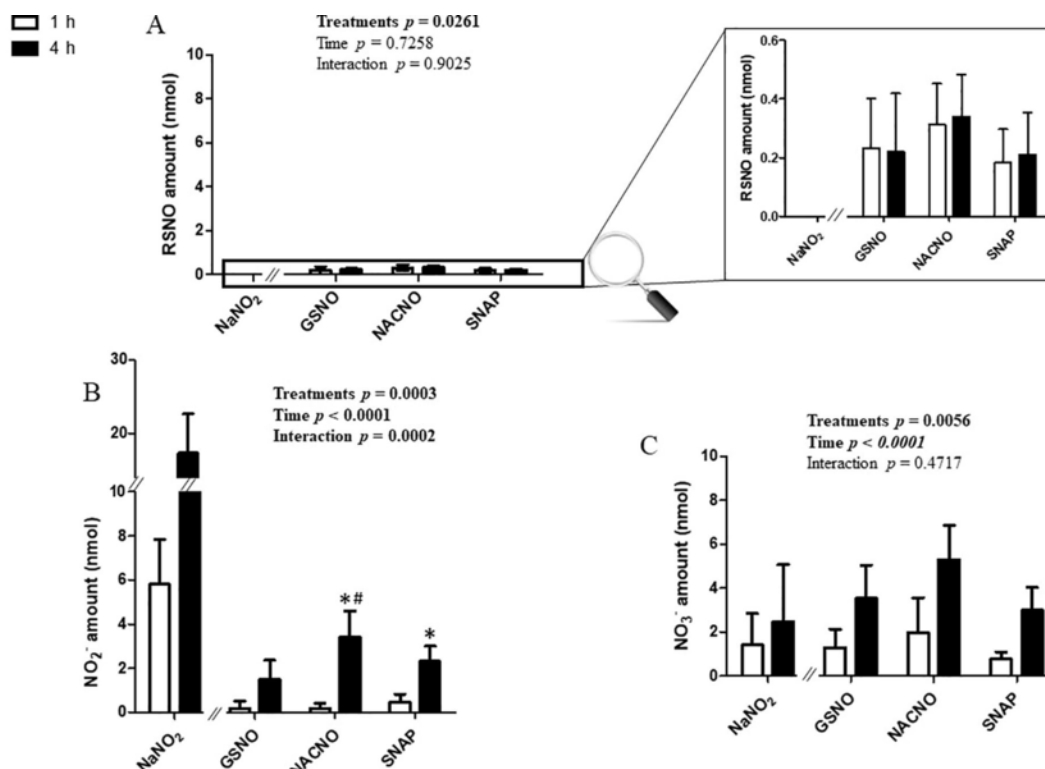 1 h
4 h
A
Treatments p = 0.0261
Time p = 0.7258
Interaction p = 0.9025
RSNO amount (nmol)
10
8
6
4
2
0
NaNO₂
//
GSNO
NACNO
SNAP
RSNO amount (nmol)
0.6
0.4
0.2
0.0
NaNO₂
//
GSNO
NACNO
SNAP
B
Treatments p = 0.0003
Time p < 0.0001
Interaction p = 0.0002
NO₂⁻ amount (nmol)
30
20
10
8
6
4
2
0
*#
*
NaNO₂
//
GSNO
NACNO
SNAP
C
Treatments p = 0.0056
Time p < 0.0001
Interaction p = 0.4717
NO₃⁻ amount (nmol)
10
8
6
4
2
0
NaNO₂
//
GSNO
NACNO
SNAP